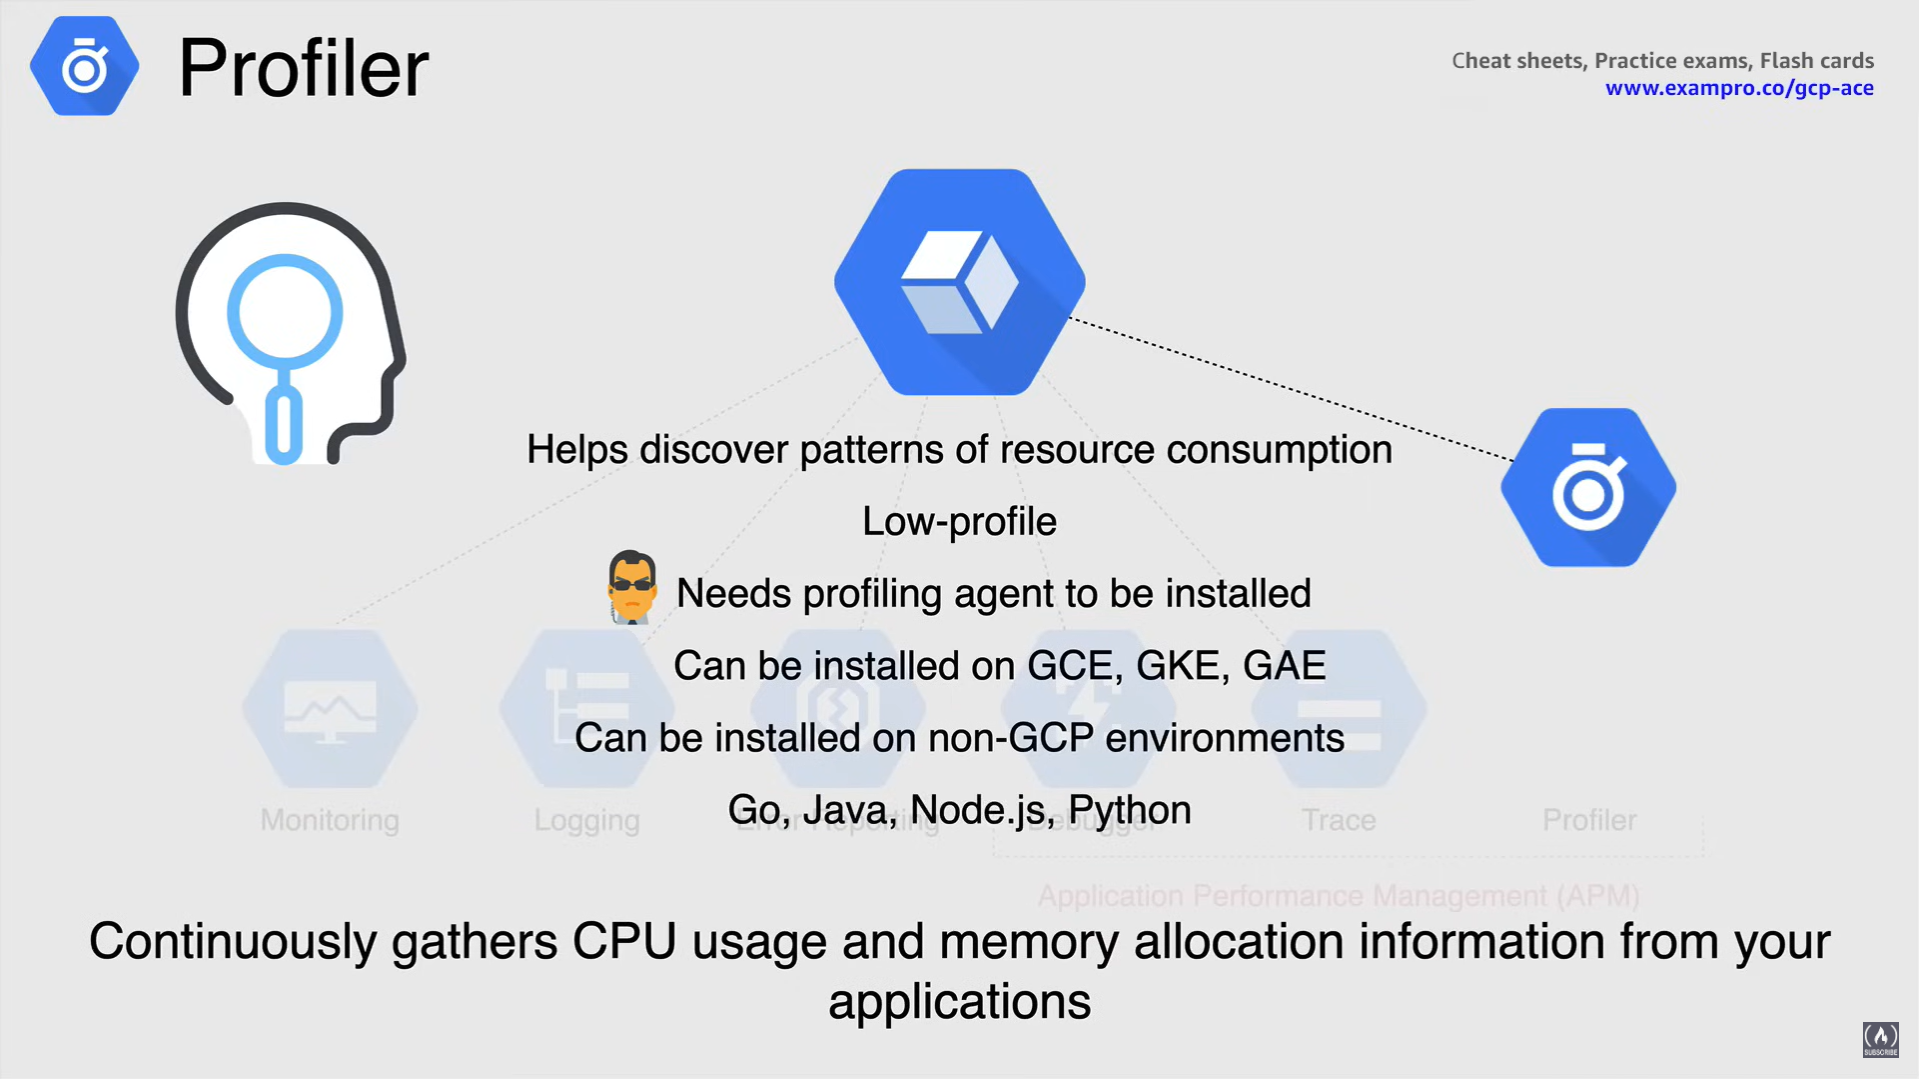 Profiler
Cheat sheets, Practice exams, Flash cards
www.exampro.co/gcp-ace
Helps discover patterns of resource consumption
Low-profile
Needs profiling agent to be installed
Can be installed on GCE, GKE, GAE
Can be installed on non-GCP environments
Go, Java, Node.js, Python
Monitoring
Logging
Error Reporting
Debugger
Trace
Profiler
Application Performance Management (APM)
Continuously gathers CPU usage and memory allocation information from your
applications
SUBSCRIBE